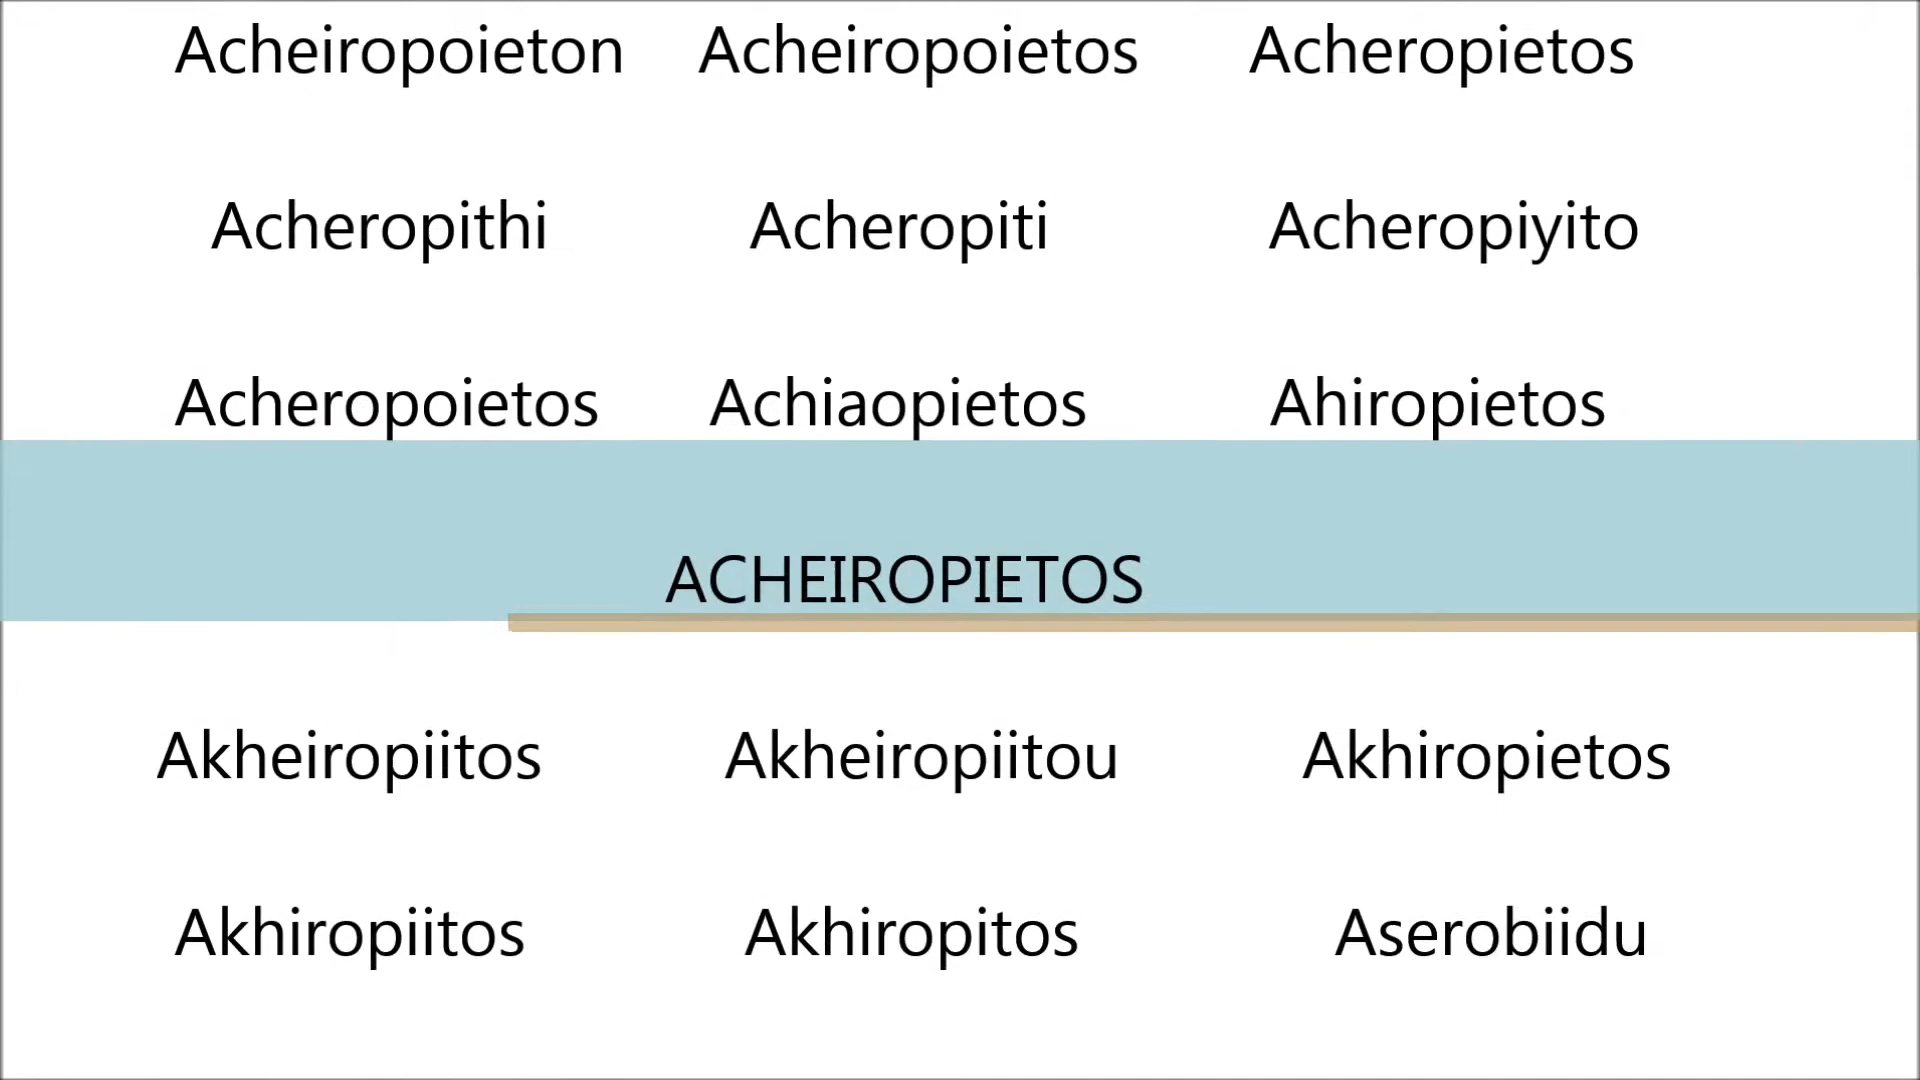 Acheiropoieton Acheiropoietos Acheropietos
Acheropithi Acheropiti Acheropiyito
Acheropoietos Achiaopietos Ahiropietos
ACHEIROPIETOS
Akheiropiitos Akheiropiitou Akhiropietos
Akhiropiitos Akhiropitos Aserobiidu